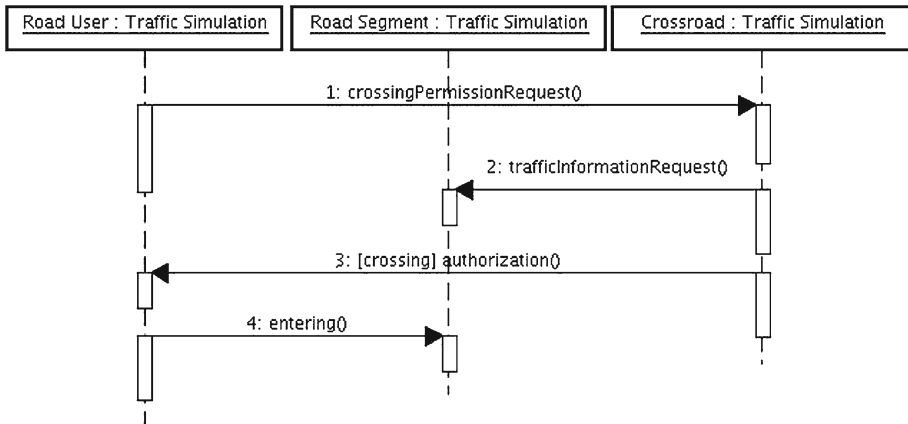 Road User : Traffic Simulation
Road Segment : Traffic Simulation
Crossroad : Traffic Simulation
1: crossingPermissionRequest()
2: trafficInformationRequest()
3: [crossing] authorization()
4: entering()